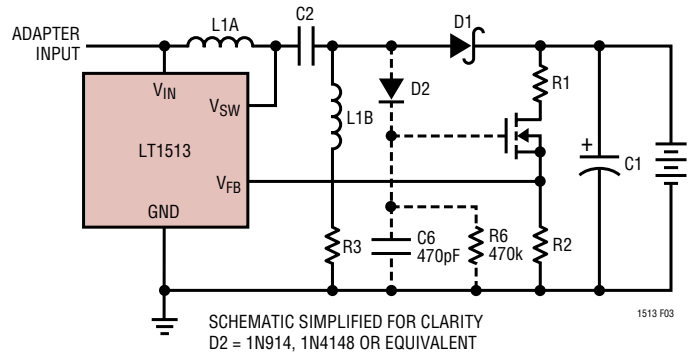 ADAPTER
INPUT
L1A
C2
D1
VIN
VSW
LT1513
VFB
GND
L1B
D2
R1
+
C1
R3
C6
470pF
R6
470k
R2
SCHEMATIC SIMPLIFIED FOR CLARITY
D2 = 1N914, 1N4148 OR EQUIVALENT
1513 F03